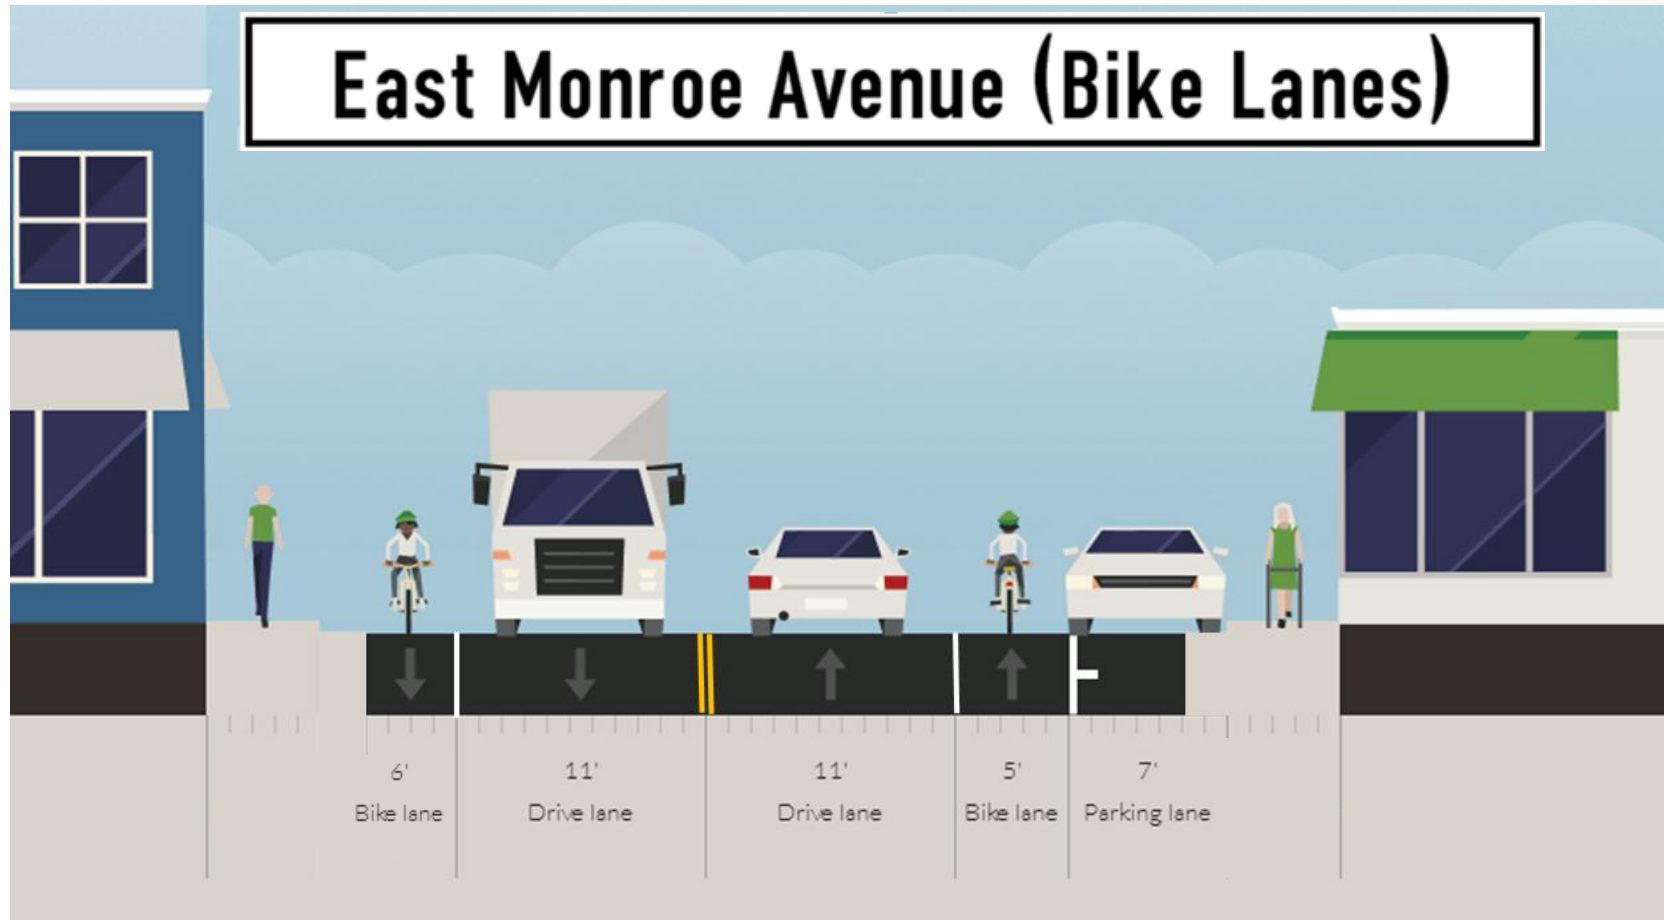 East Monroe Avenue (Bike Lanes)
6' 11' 11' 5' 7'
Bike lane Drive lane Drive lane Bike lane Parking lane